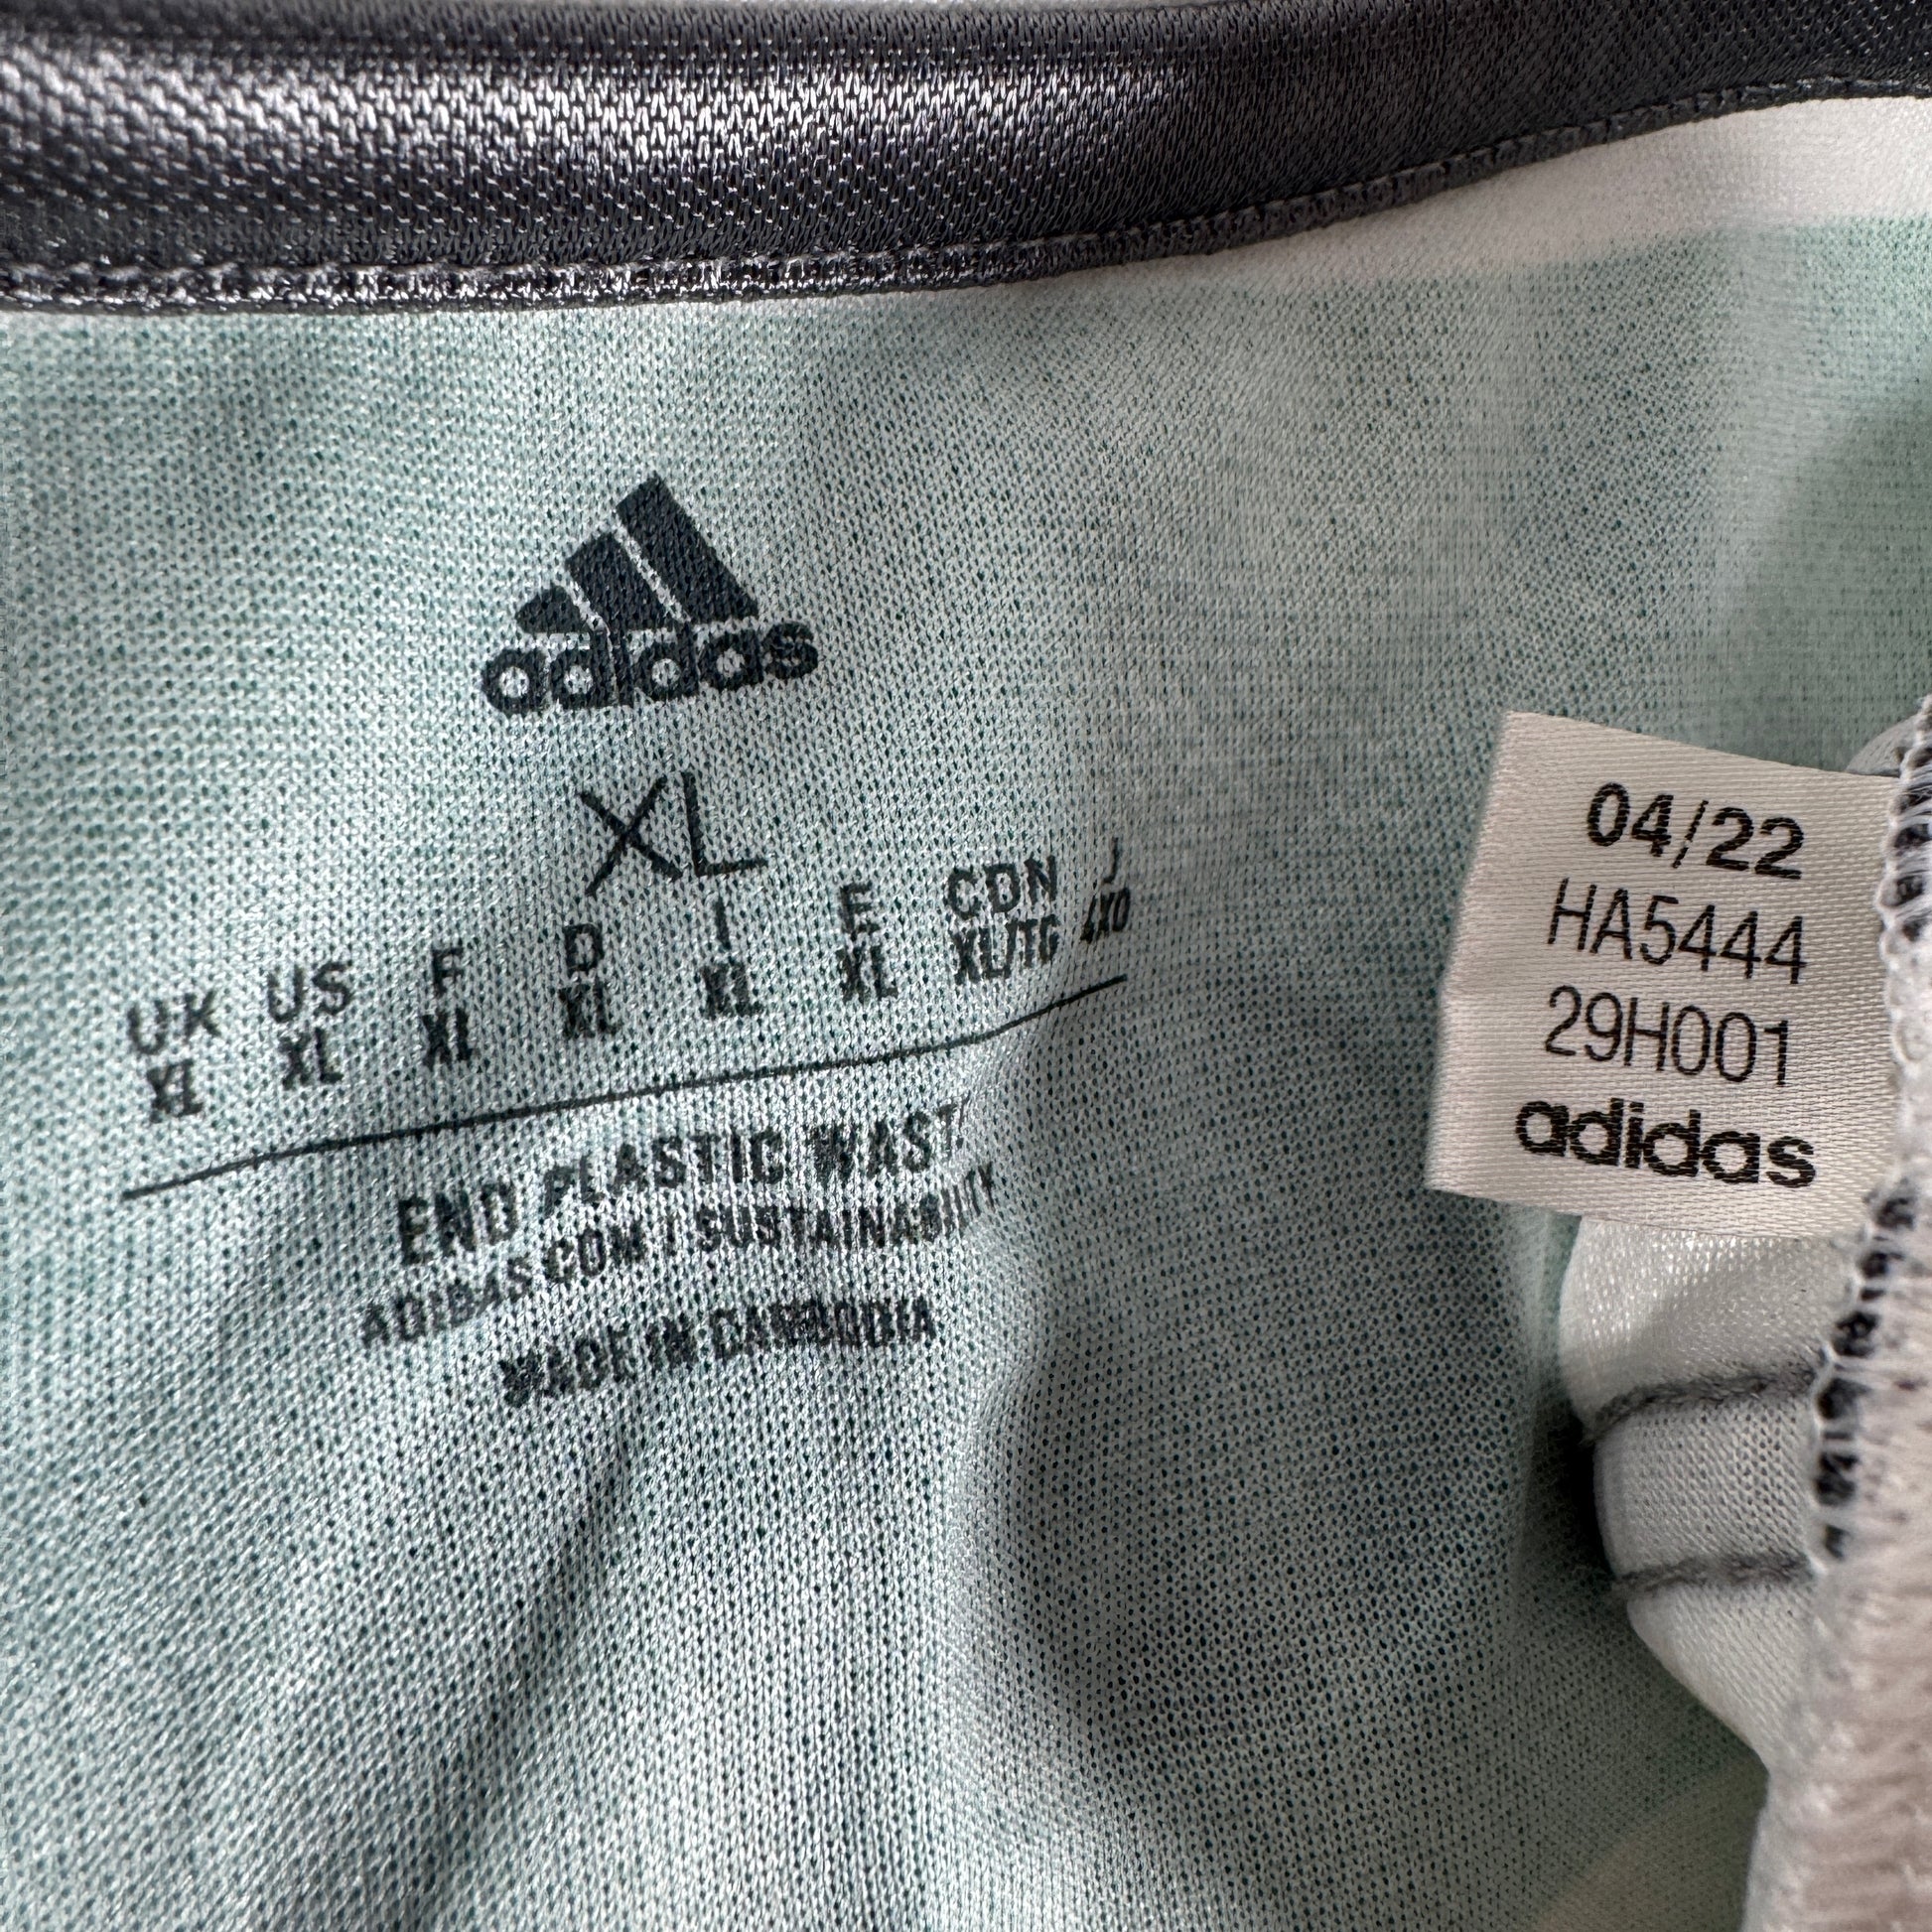 adidas
XL
UK US F D I E CDN J
XL XL XL XL XL XL XL/TG 4XO
END PLASTIC WAST
ADIDAS.COM / SUSTAINABILITY
MADE IN CAMBODIA
04/22
HA5444
29H001
adidas